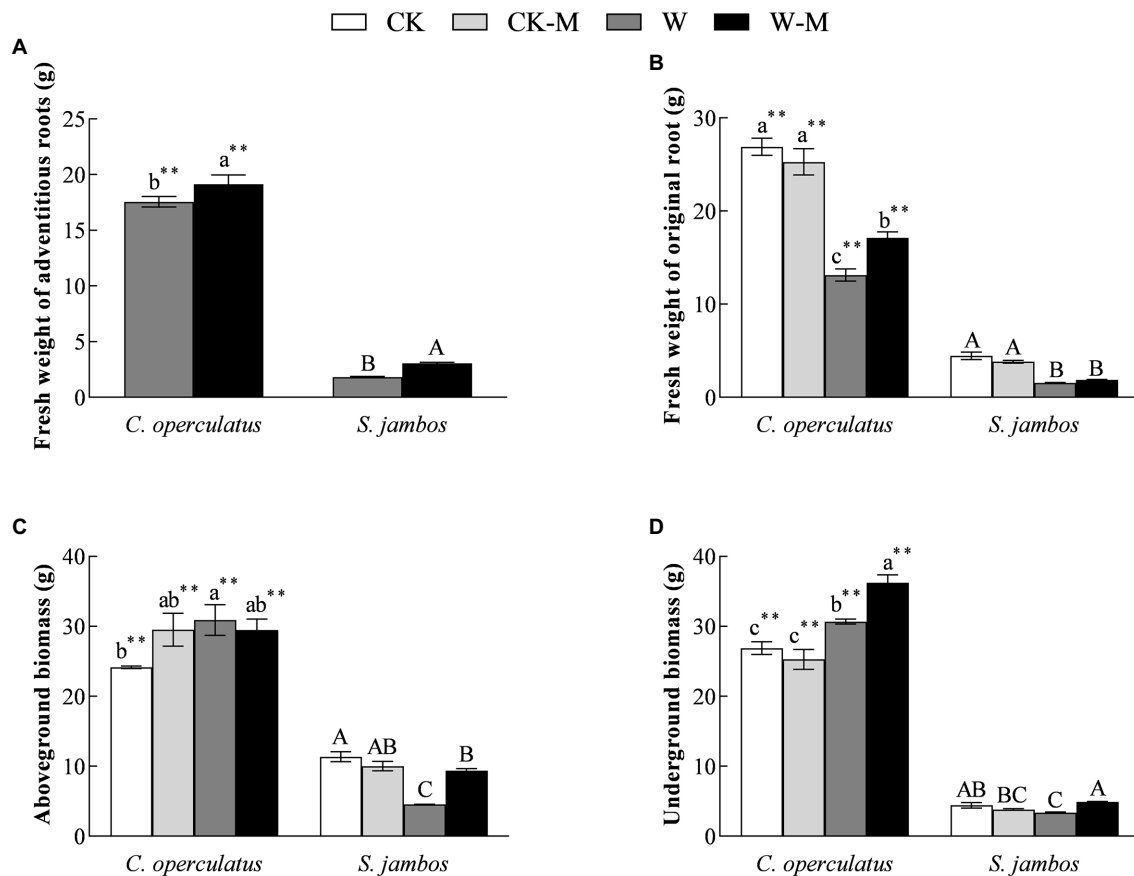 CK CK-M W W-M
A
Fresh weight of adventitious roots (g)
25
20
15
10
5
0
b**
a**
B
A
C. operculatus S. jambos
B
Fresh weight of original root (g)
30
20
10
0
a**
a**
c**
b**
A
A
B
B
C. operculatus S. jambos
C
Aboveground biomass (g)
40
30
20
10
0
b**
ab**
a**
ab**
A
AB
C
B
C. operculatus S. jambos
D
Underground biomass (g)
40
30
20
10
0
c**
c**
b**
a**
AB
BC
C
A
C. operculatus S. jambos